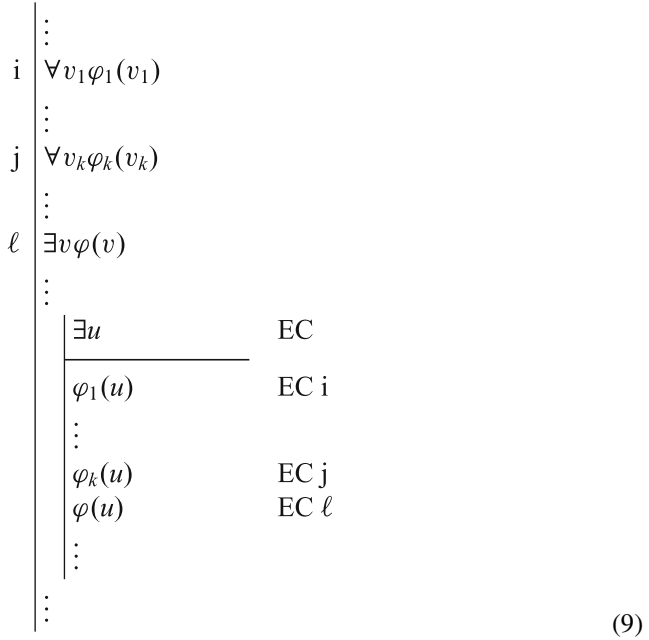 ⋮
i ∀v₁φ₁(v₁)
⋮
j ∀vₖφₖ(vₖ)
⋮
ℓ ∃vφ(v)
⋮
∃u EC
φ₁(u) EC i
⋮
φₖ(u) EC j
φ(u) EC ℓ
⋮
⋮ (9)